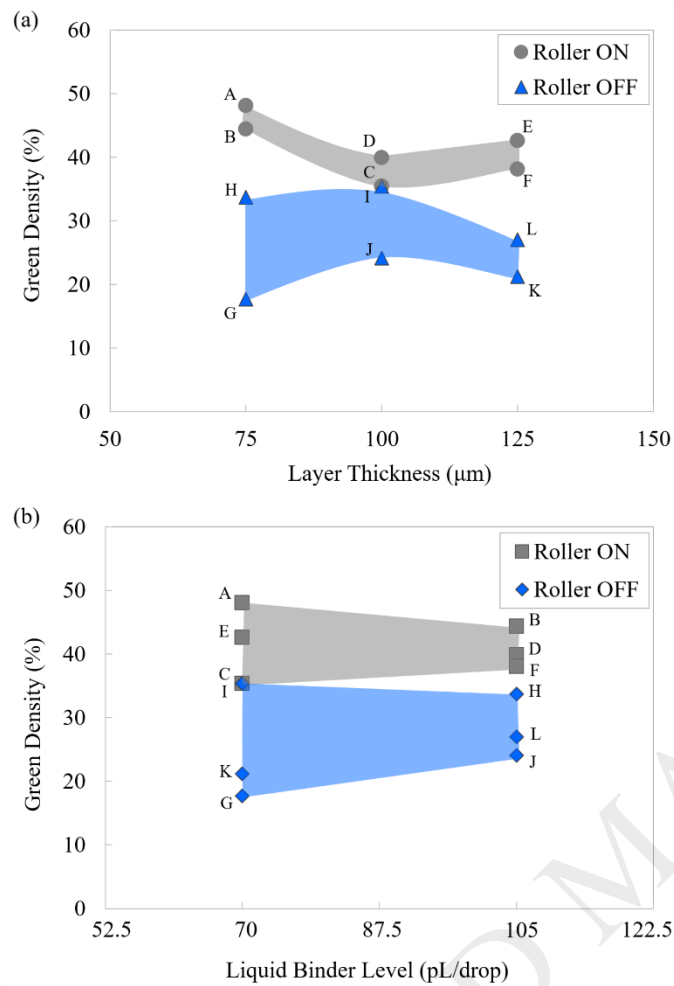 (a)
60
50
40
30
20
10
0
Green Density (%)
Roller ON
Roller OFF
A
B
D
C
E
F
H
I
J
L
K
G
50
75
100
125
150
Layer Thickness (μm)
(b)
60
50
40
30
20
10
0
Green Density (%)
Roller ON
Roller OFF
A
E
C
I
K
G
B
D
F
H
L
J
52.5
70
87.5
105
122.5
Liquid Binder Level (pL/drop)